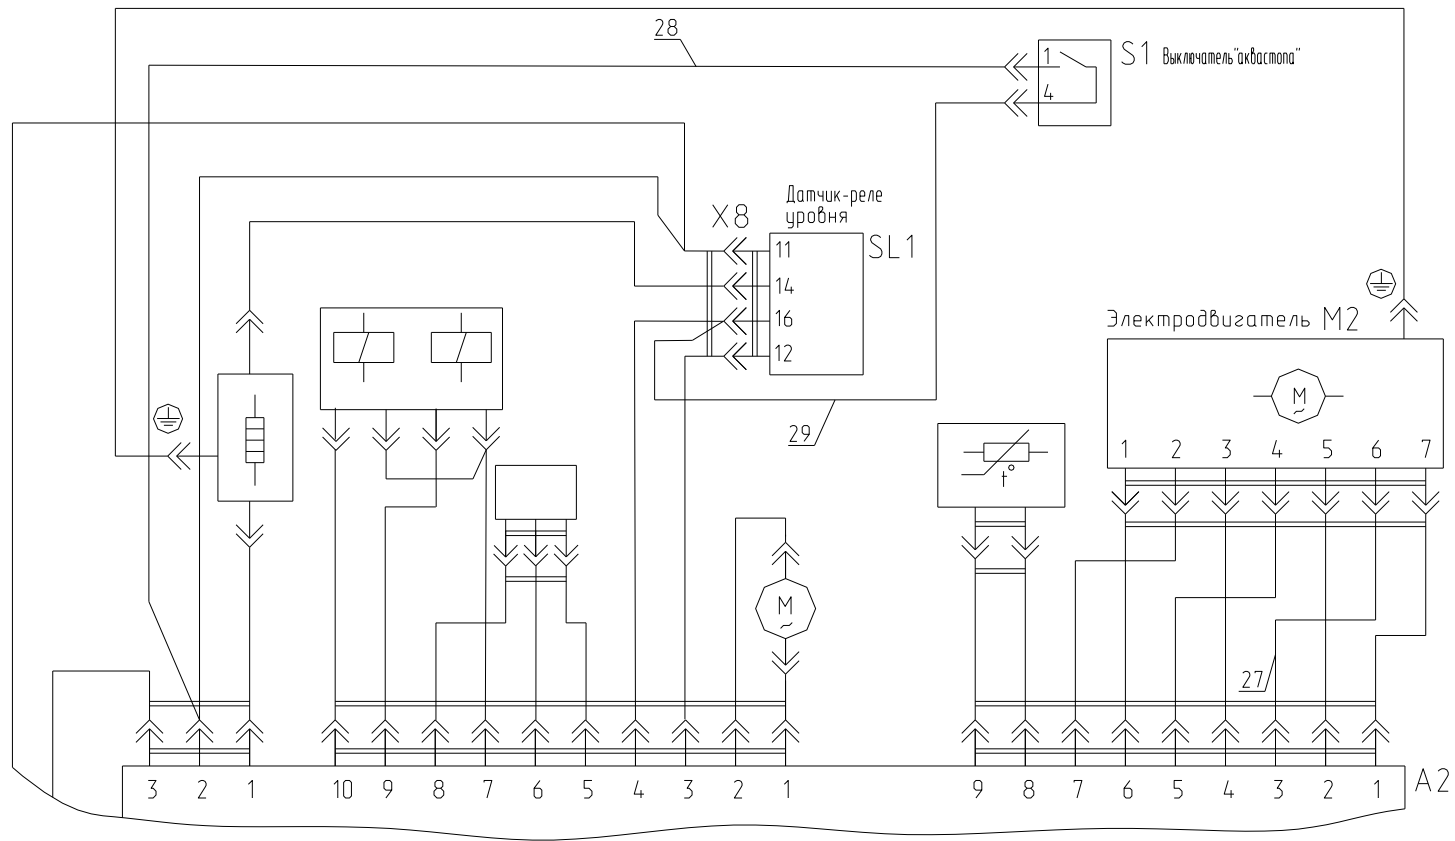 28
1
S1 Выключатель"аквастопа"
4
Датчик-реле
уровня
X8
SL1
11
14
16
12
Электродвигатель M2
M
~
29
t°
1 2 3 4 5 6 7
M
~
27
3 2 1 10 9 8 7 6 5 4 3 2 1 9 8 7 6 5 4 3 2 1
A2